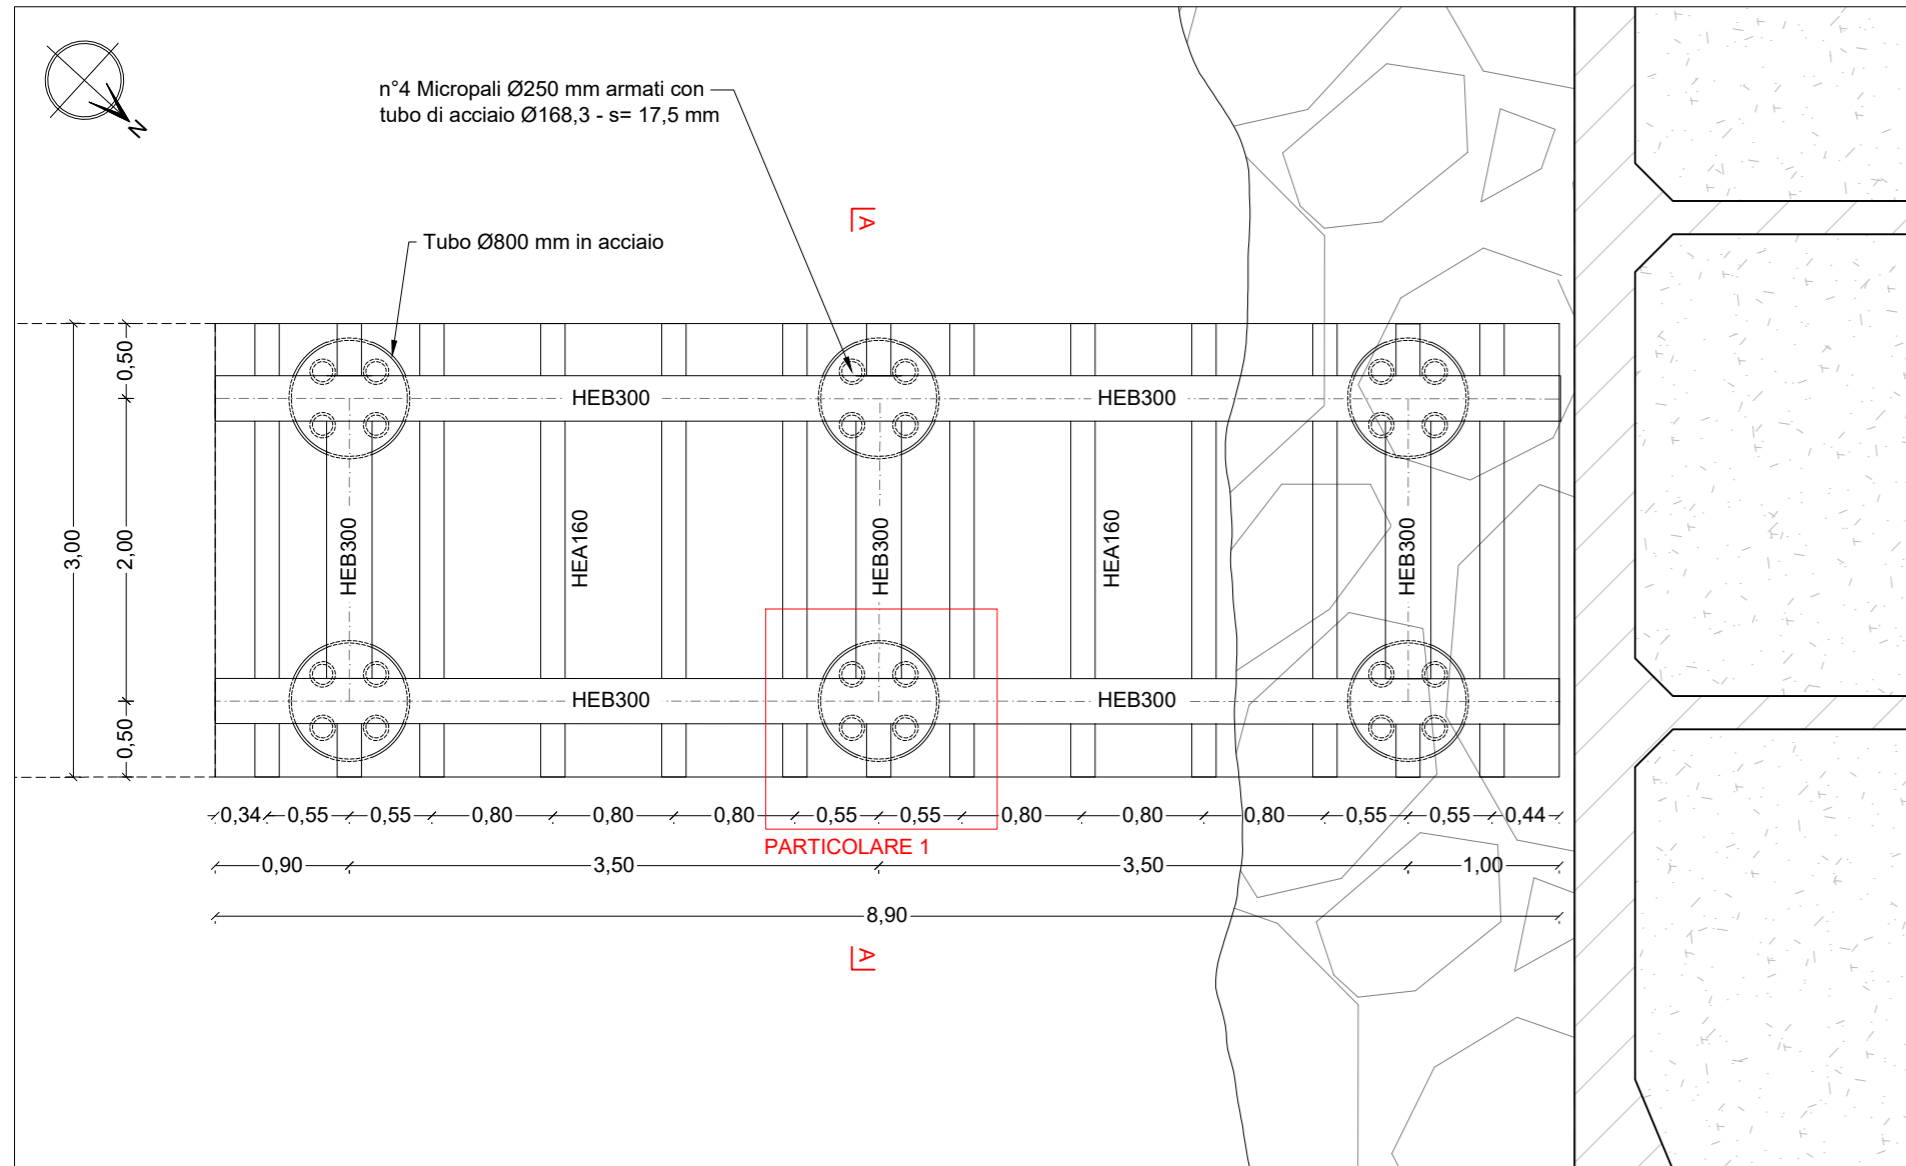 N
n°4 Micropali Ø250 mm armati con
tubo di acciaio Ø168,3 - s= 17,5 mm
A
Tubo Ø800 mm in acciaio
0,50
HEB300
HEB300
3,00
2,00
HEB300
HEA160
HEB300
HEA160
HEB300
HEB300
HEB300
0,50
0,34 0,55 0,55 0,80 0,80 0,80 0,55 0,55 0,80 0,80 0,80 0,55 0,55 0,44
PARTICOLARE 1
0,90 3,50 3,50 1,00
8,90
A